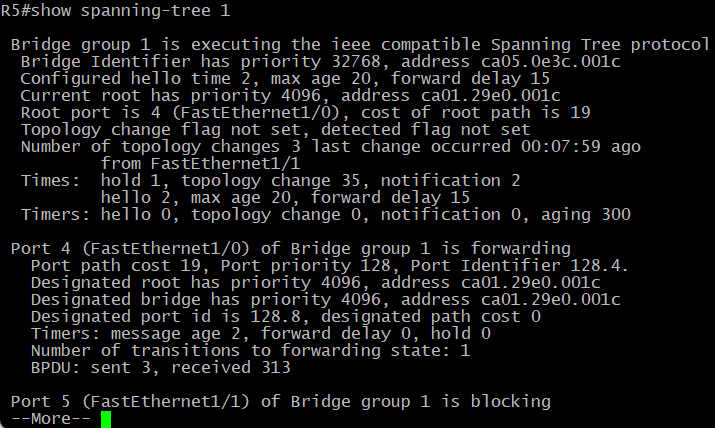 R5#show spanning-tree 1
Bridge group 1 is executing the ieee compatible Spanning Tree protocol
Bridge Identifier has priority 32768, address ca05.0e3c.001c
Configured hello time 2, max age 20, forward delay 15
Current root has priority 4096, address ca01.29e0.001c
Root port is 4 (FastEthernet1/0), cost of root path is 19
Topology change flag not set, detected flag not set
Number of topology changes 3 last change occurred 00:07:59 ago
from FastEthernet1/1
Times: hold 1, topology change 35, notification 2
hello 2, max age 20, forward delay 15
Timers: hello 0, topology change 0, notification 0, aging 300
Port 4 (FastEthernet1/0) of Bridge group 1 is forwarding
Port path cost 19, Port priority 128, Port Identifier 128.4.
Designated root has priority 4096, address ca01.29e0.001c
Designated bridge has priority 4096, address ca01.29e0.001c
Designated port id is 128.8, designated path cost 0
Timers: message age 2, forward delay 0, hold 0
Number of transitions to forwarding state: 1
BPDU: sent 3, received 313
Port 5 (FastEthernet1/1) of Bridge group 1 is blocking
--More--